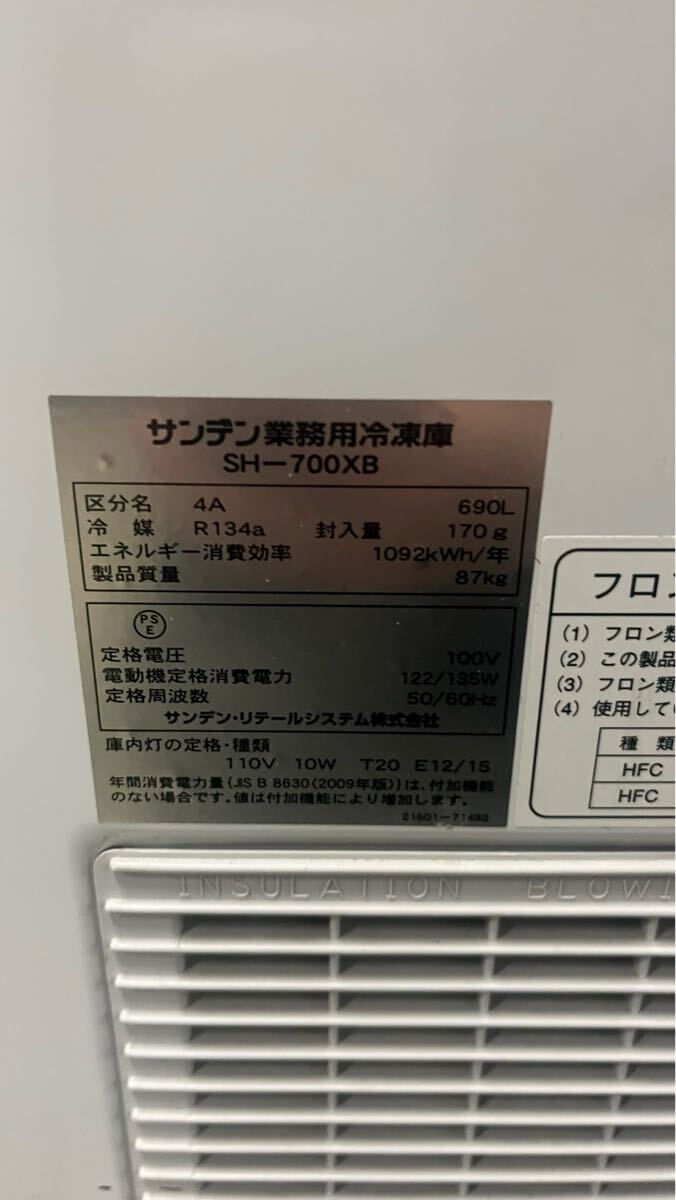 サンデン業務用冷凍庫
SH-700XB
区分名 4A 690L
冷媒 R134a 封入量 170g
エネルギー消費効率 1092kWh/年
製品質量 87kg
PS
E
定格電圧 100V
電動機定格消費電力 122/135W
定格周波数 50/60Hz
サンデン・リテールシステム株式会社
庫内灯の定格・種類
110V 10W T20 E12/15
年間消費電力量{JIS B 8630(2009年版)}は、付加機能
のない場合です。値は付加機能により増加します。
21601-71482
フロン
(1) フロン類
(2) この製品
(3) フロン類
(4) 使用してい
種類
HFC
HFC
INSULATION BLOWI